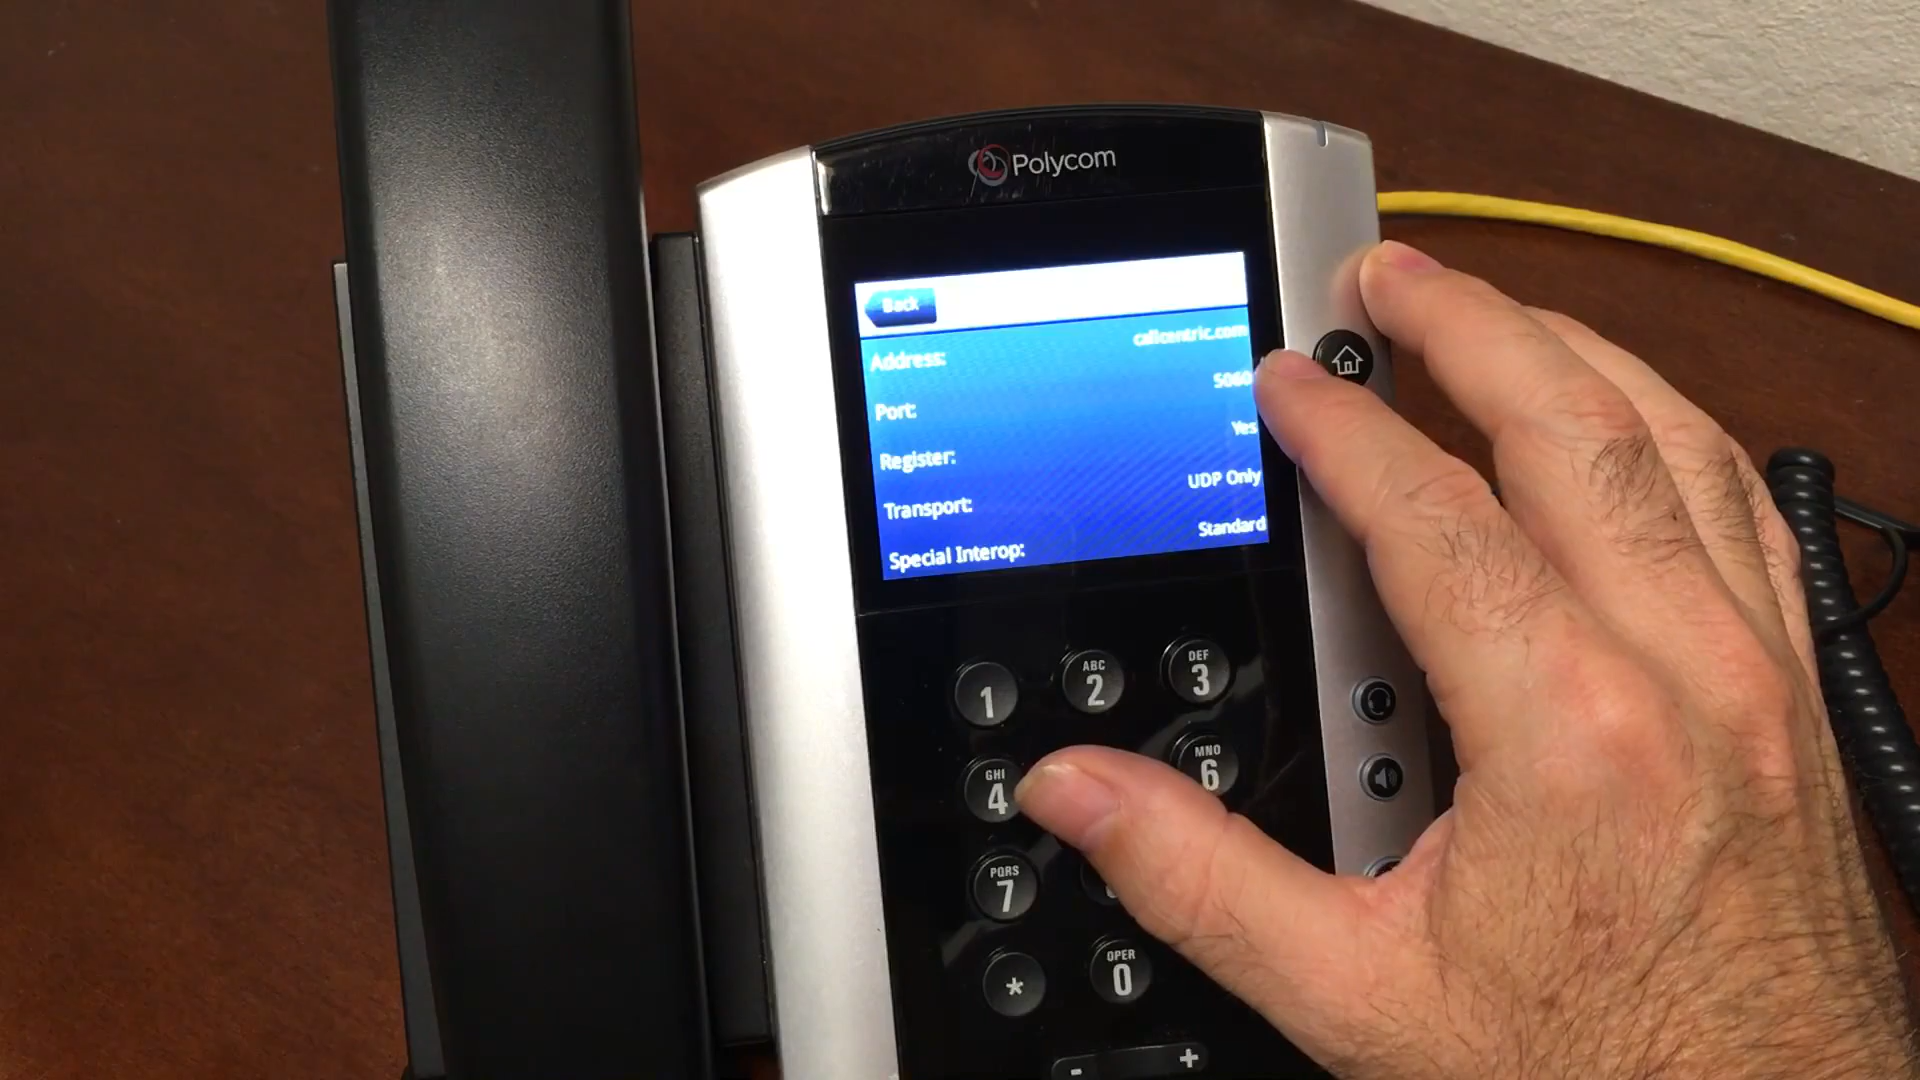 Polycom
Back
Address: callcentric.com
Port: 5060
Register: Yes
Transport: UDP Only
Special Interop: Standard
1
ABC
2
DEF
3
GHI
4
MNO
6
PQRS
7
*
OPER
0
- +